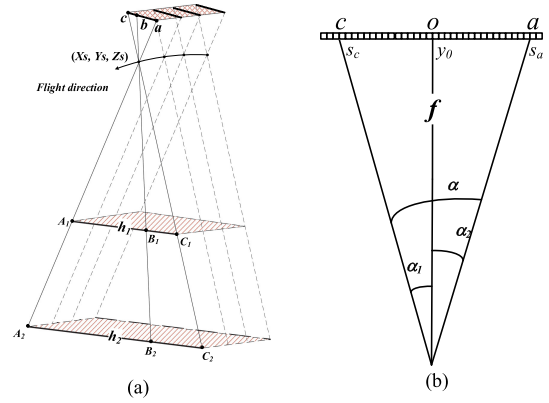 c
b
a
(Xs, Ys, Zs)
Flight direction
A1
h1
B1
C1
A2
h2
B2
C2
(a)
c
o
a
sc
y0
sa
f
α
α1
α2
(b)